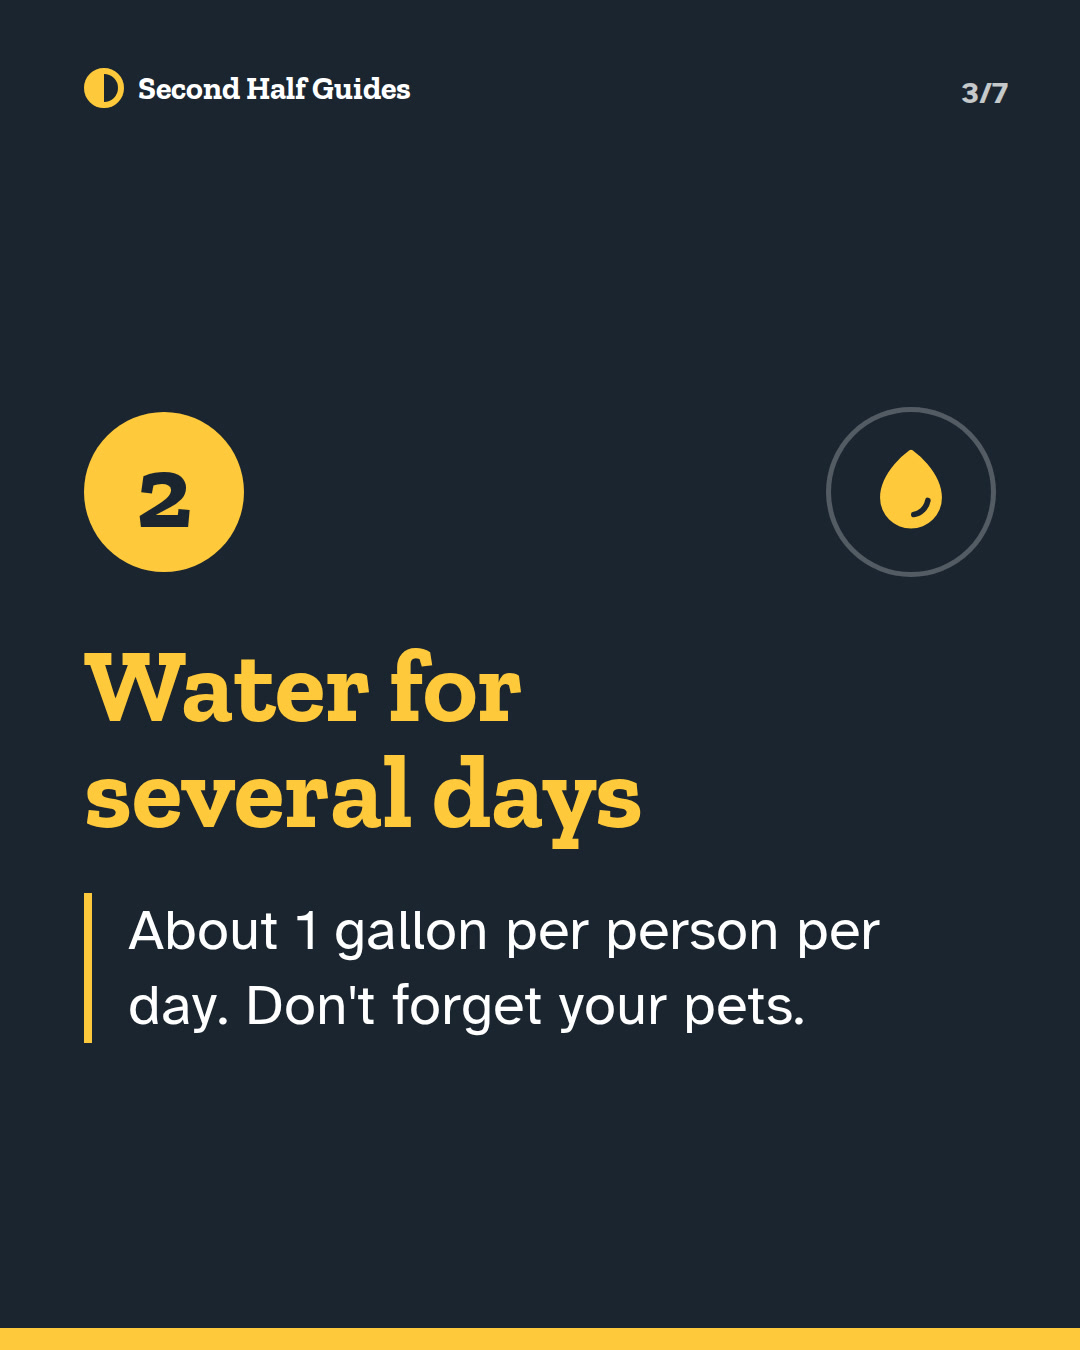 Second Half Guides
3/7
2
Water for
several days
About 1 gallon per person per
day. Don't forget your pets.